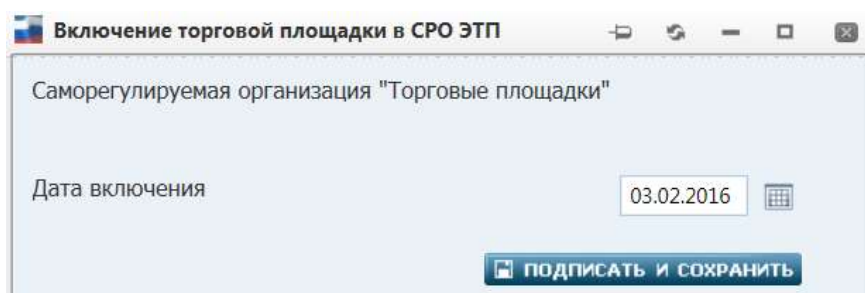 Включение торговой площадки в СРО ЭТП
Саморегулируемая организация "Торговые площадки"
Дата включения 03.02.2016
ПОДПИСАТЬ И СОХРАНИТЬ